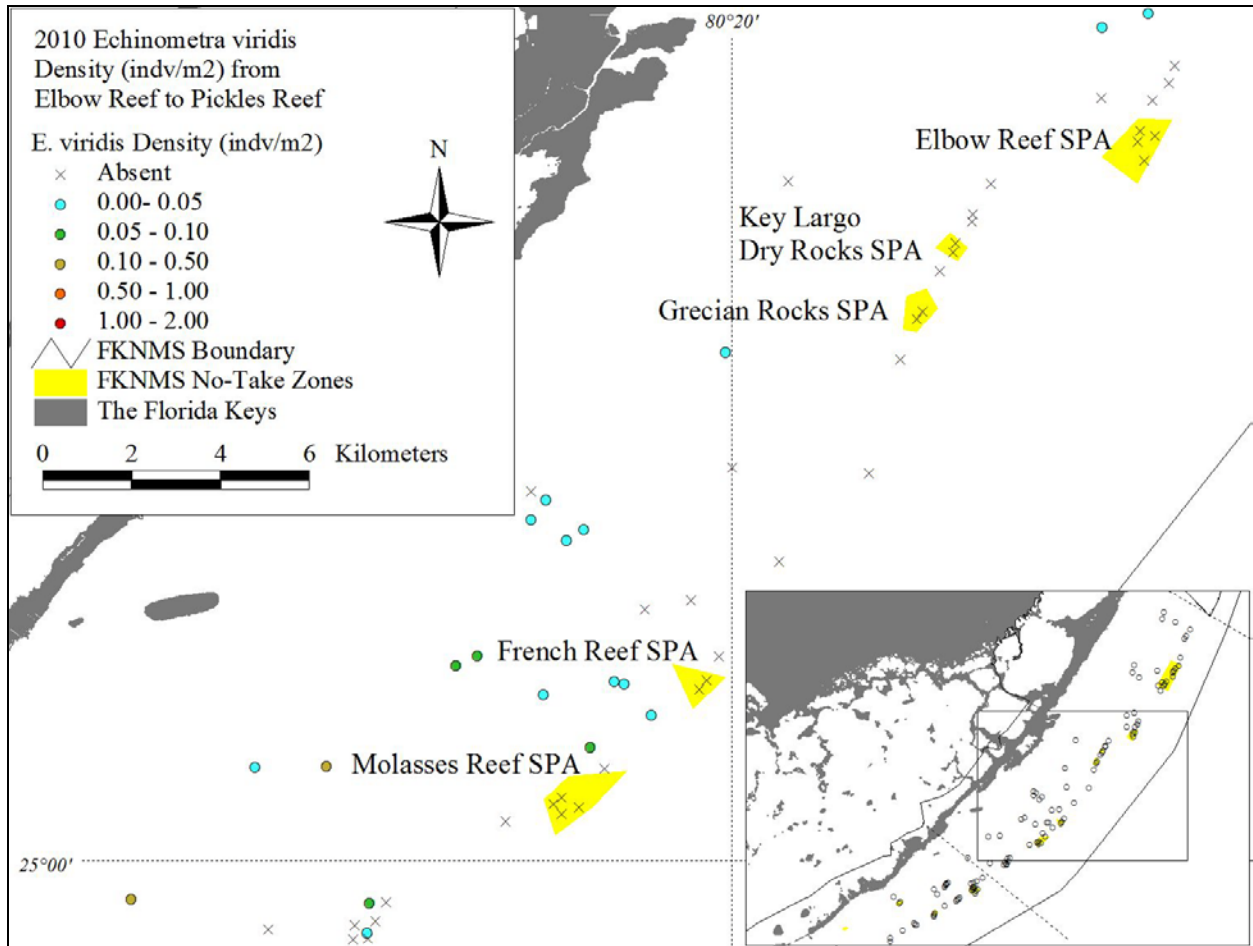 2010 Echinometra viridis
Density (indv/m2) from
Elbow Reef to Pickles Reef
E. viridis Density (indv/m2)
Absent
0.00- 0.05
0.05 - 0.10
0.10 - 0.50
0.50 - 1.00
1.00 - 2.00
FKNMS Boundary
FKNMS No-Take Zones
The Florida Keys
0 2 4 6 Kilometers
N
80°20'
Elbow Reef SPA
Key Largo
Dry Rocks SPA
Grecian Rocks SPA
French Reef SPA
Molasses Reef SPA
25°00'